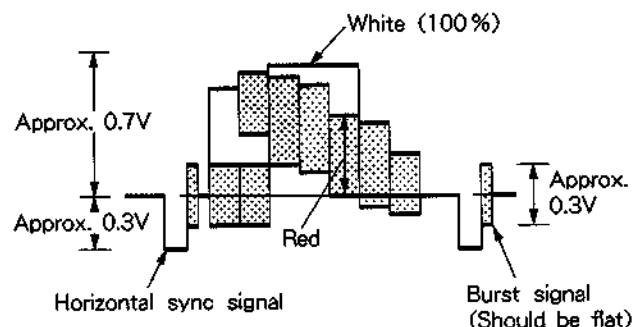 White (100%)
Approx. 0.7V
Approx. 0.3V
Approx.
0.3V
Red
Horizontal sync signal
Burst signal
(Should be flat)